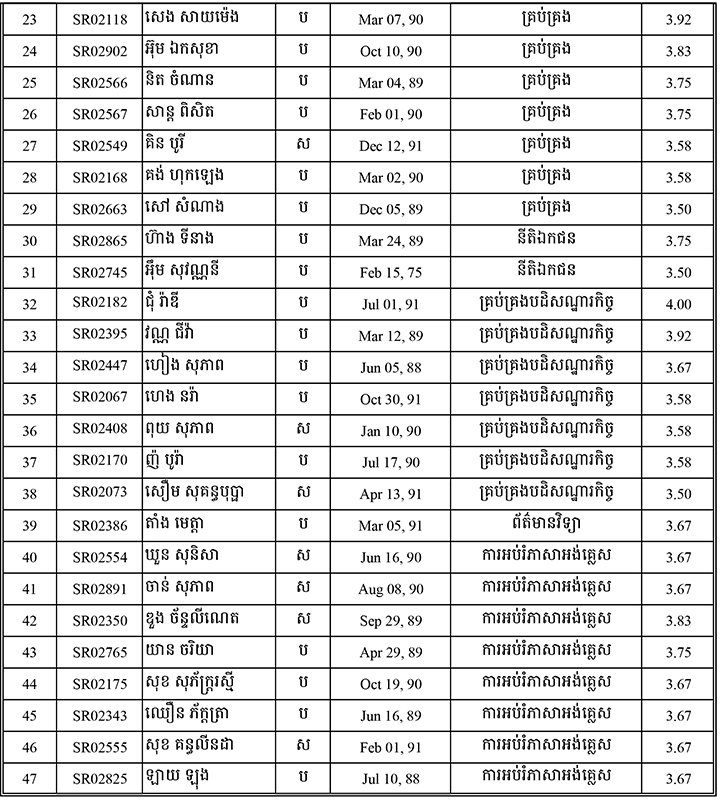 23 SR02118 សេង សាយម៉េង ប Mar 07, 90 គ្រប់គ្រង 3.92
24 SR02902 អ៊ុម ឯកសុខា ប Oct 10, 90 គ្រប់គ្រង 3.83
25 SR02566 និត ចំណាន ប Mar 04, 89 គ្រប់គ្រង 3.75
26 SR02567 សាន្ត ពិសិត ប Feb 01, 90 គ្រប់គ្រង 3.75
27 SR02549 គិន បូរី ស Dec 12, 91 គ្រប់គ្រង 3.58
28 SR02168 គង់ ហុកឡេង ប Mar 02, 90 គ្រប់គ្រង 3.58
29 SR02663 សៅ សំណាង ប Dec 05, 89 គ្រប់គ្រង 3.50
30 SR02865 ហ៊ាង ទីនាង ប Mar 24, 89 នីតិឯកជន 3.75
31 SR02745 អ៊ឹម សុវណ្ណនី ប Feb 15, 75 នីតិឯកជន 3.50
32 SR02182 ជុំ រ៉ាឌី ប Jul 01, 91 គ្រប់គ្រងបដិសណ្ឋារកិច្ច 4.00
33 SR02395 វណ្ណ ជីវ៉ា ប Mar 12, 89 គ្រប់គ្រងបដិសណ្ឋារកិច្ច 3.92
34 SR02447 ហៀង សុភាព ប Jun 05, 88 គ្រប់គ្រងបដិសណ្ឋារកិច្ច 3.67
35 SR02067 ហេង នរ៉ា ប Oct 30, 91 គ្រប់គ្រងបដិសណ្ឋារកិច្ច 3.58
36 SR02408 ពុយ សុភាព ស Jan 10, 90 គ្រប់គ្រងបដិសណ្ឋារកិច្ច 3.58
37 SR02170 ញ៉ បូរ៉ា ប Jul 17, 90 គ្រប់គ្រងបដិសណ្ឋារកិច្ច 3.58
38 SR02073 សឿម សុគន្ធបុប្ផា ស Apr 13, 91 គ្រប់គ្រងបដិសណ្ឋារកិច្ច 3.50
39 SR02386 តាំង មេត្តា ប Mar 05, 91 ព័ត៌មានវិទ្យា 3.67
40 SR02554 ឃួន សុនិសា ស Jun 16, 90 ការអប់រំភាសាអង់គ្លេស 3.67
41 SR02891 ចាន់ សុភាព ស Aug 08, 90 ការអប់រំភាសាអង់គ្លេស 3.67
42 SR02350 ឌួង ច័ន្ទលីណេត ស Sep 29, 89 ការអប់រំភាសាអង់គ្លេស 3.83
43 SR02765 យាន ចរិយា ប Apr 29, 89 ការអប់រំភាសាអង់គ្លេស 3.75
44 SR02175 សុខ សុភ័ក្ត្ររស្មី ប Oct 19, 90 ការអប់រំភាសាអង់គ្លេស 3.67
45 SR02343 ឈឿន ភ័ក្តត្រា ប Jun 16, 89 ការអប់រំភាសាអង់គ្លេស 3.67
46 SR02555 សុខ គន្ធលីនដា ស Feb 01, 91 ការអប់រំភាសាអង់គ្លេស 3.67
47 SR02825 ឡាយ ឡុង ប Jul 10, 88 ការអប់រំភាសាអង់គ្លេស 3.67